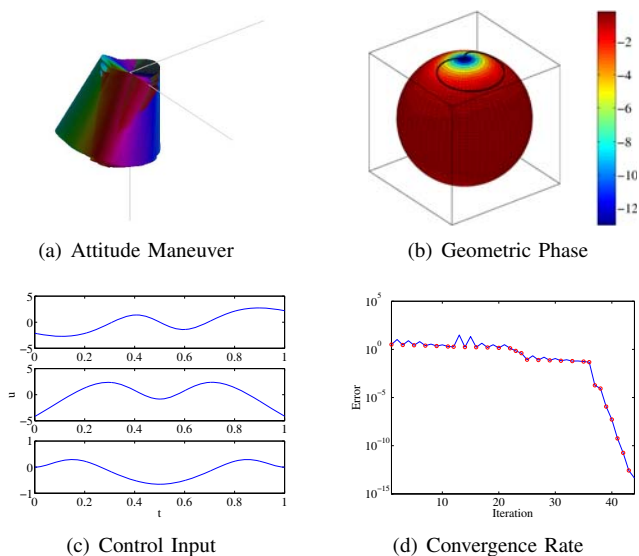 −2
−4
−6
−8
−10
−12
(a) Attitude Maneuver
(b) Geometric Phase
5
0
−5
0 0.2 0.4 0.6 0.8 1
5
0
−5
0 0.2 0.4 0.6 0.8 1
u
1
0
−1
0 0.2 0.4 0.6 0.8 1
t
(c) Control Input
10^5
10^0
10^−5
10^−10
10^−15
Error
10 20 30 40
Iteration
(d) Convergence Rate